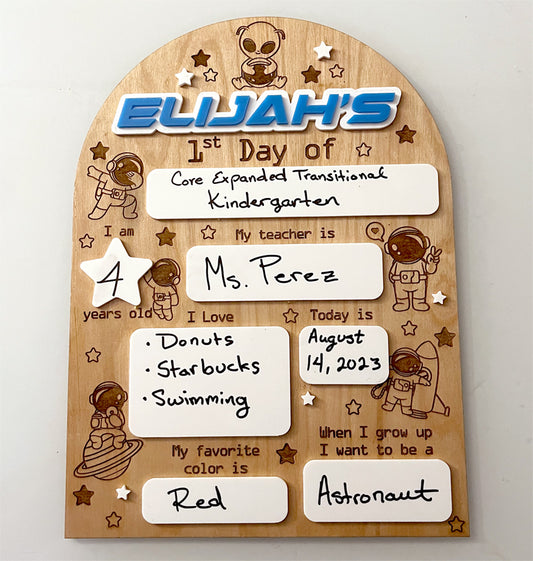 ELIJAH'S
1st Day of
Core Expanded Transitional
Kindergarten
I am
4
years old
My teacher is
Ms. Perez
I Love
• Donuts
• Starbucks
• Swimming
Today is
August
14, 2023
My favorite
color is
Red
When I grow up
I want to be a
Astronaut